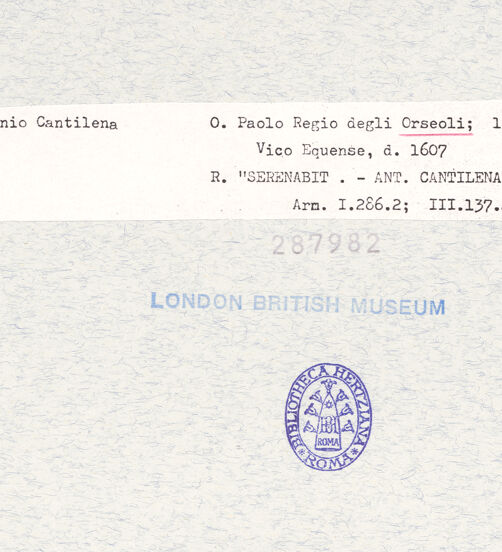 nio Cantilena O. Paolo Regio degli Orseoli; 1
Vico Equense, d. 1607
R. "SERENABIT . - ANT. CANTILENA
Arm. I.286.2; III.137.
287982
LONDON BRITISH MUSEUM
BIBLIOTHECA HERTZIANA
ROMA
ROMA